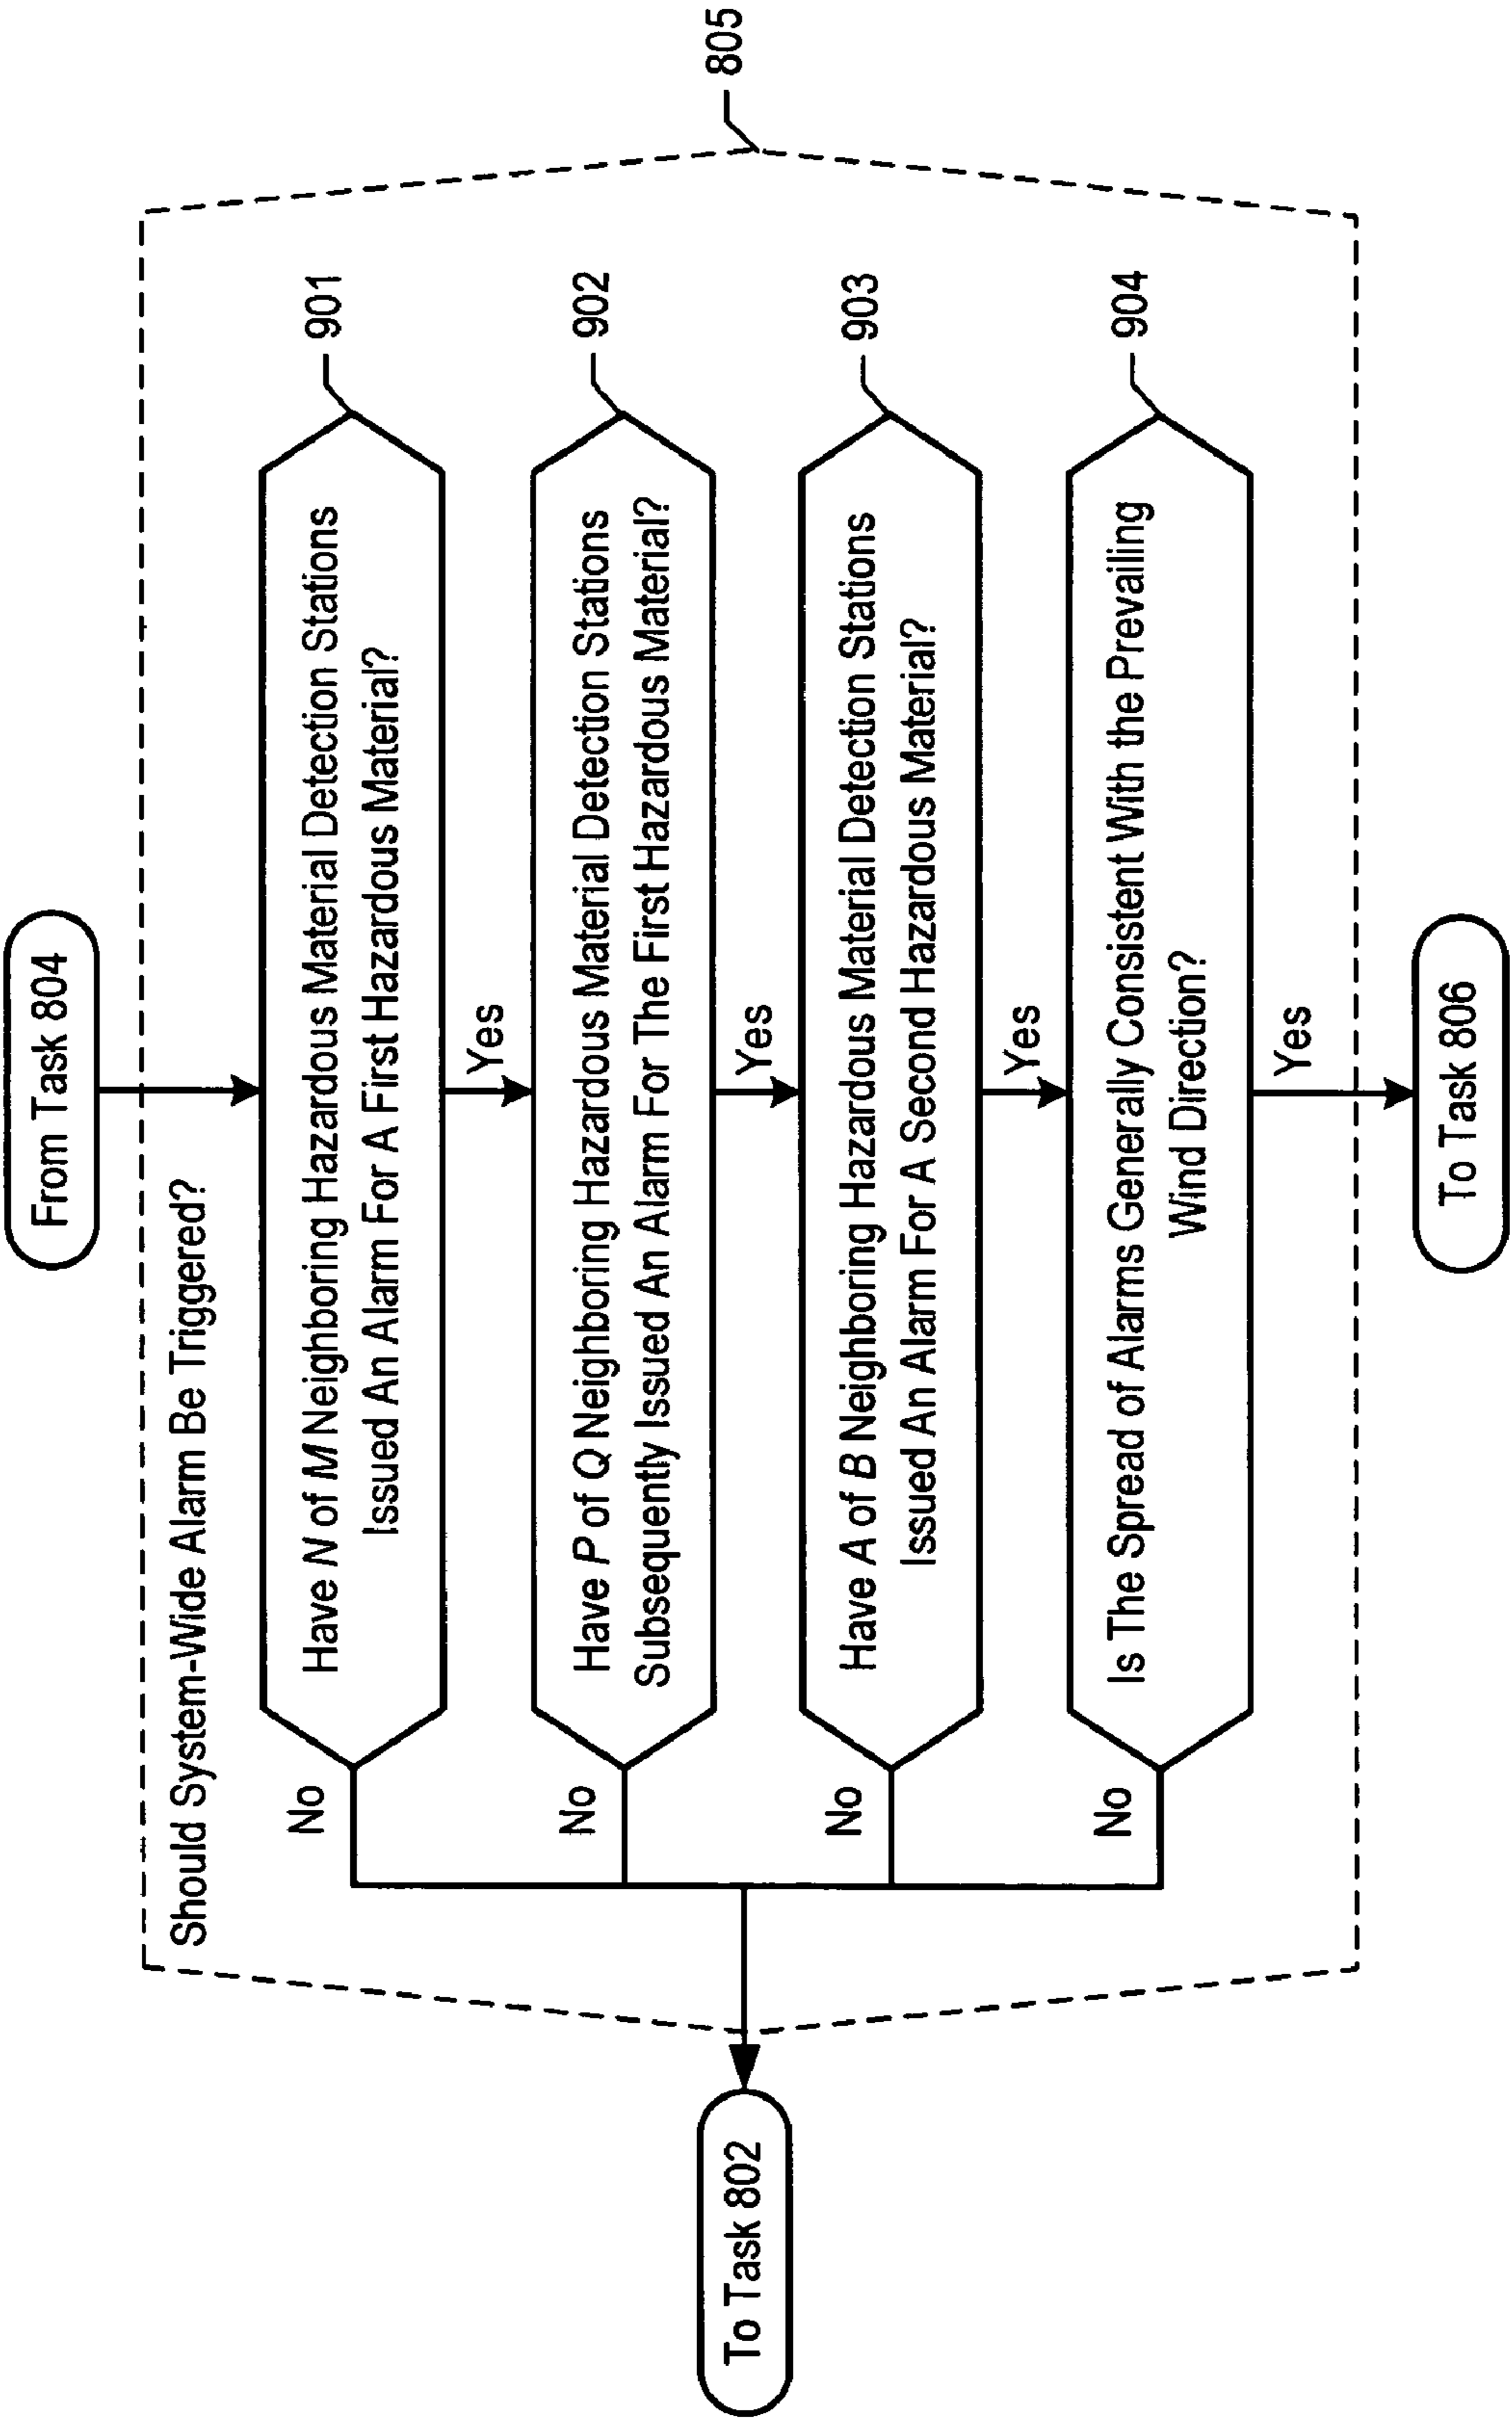 From Task 804
Should System-Wide Alarm Be Triggered?
805
Have N of M Neighboring Hazardous Material Detection Stations
Issued An Alarm For A First Hazardous Material?
901
No
Yes
Have P of Q Neighboring Hazardous Material Detection Stations
Subsequently Issued An Alarm For The First Hazardous Material?
902
No
Yes
Have A of B Neighboring Hazardous Material Detection Stations
Issued An Alarm For A Second Hazardous Material?
903
No
Yes
Is The Spread of Alarms Generally Consistent With the Prevailing
Wind Direction?
904
No
Yes
To Task 802
To Task 806